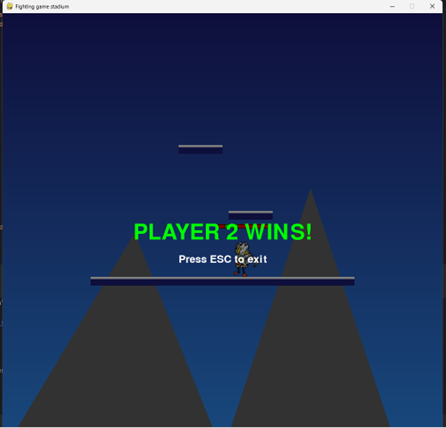 Fighting game stadium
PLAYER 2 WINS!
Press ESC to exit